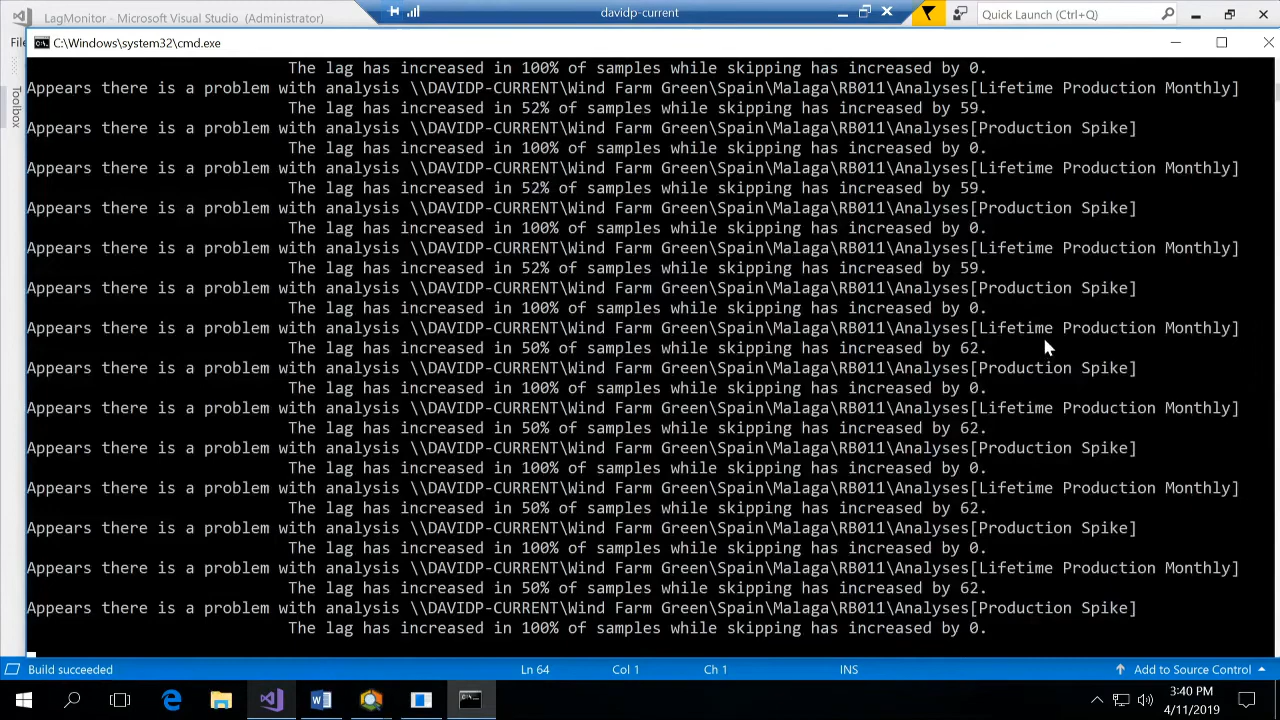 LagMonitor - Microsoft Visual Studio (Administrator)
davidp-current
Quick Launch (Ctrl+Q)
Fil
C:\Windows\system32\cmd.exe
Toolbox
The lag has increased in 100% of samples while skipping has increased by 0.
Appears there is a problem with analysis \\DAVIDP-CURRENT\Wind Farm Green\Spain\Malaga\RB011\Analyses[Lifetime Production Monthly]
The lag has increased in 52% of samples while skipping has increased by 59.
Appears there is a problem with analysis \\DAVIDP-CURRENT\Wind Farm Green\Spain\Malaga\RB011\Analyses[Production Spike]
The lag has increased in 100% of samples while skipping has increased by 0.
Appears there is a problem with analysis \\DAVIDP-CURRENT\Wind Farm Green\Spain\Malaga\RB011\Analyses[Lifetime Production Monthly]
The lag has increased in 52% of samples while skipping has increased by 59.
Appears there is a problem with analysis \\DAVIDP-CURRENT\Wind Farm Green\Spain\Malaga\RB011\Analyses[Production Spike]
The lag has increased in 100% of samples while skipping has increased by 0.
Appears there is a problem with analysis \\DAVIDP-CURRENT\Wind Farm Green\Spain\Malaga\RB011\Analyses[Lifetime Production Monthly]
The lag has increased in 52% of samples while skipping has increased by 59.
Appears there is a problem with analysis \\DAVIDP-CURRENT\Wind Farm Green\Spain\Malaga\RB011\Analyses[Production Spike]
The lag has increased in 100% of samples while skipping has increased by 0.
Appears there is a problem with analysis \\DAVIDP-CURRENT\Wind Farm Green\Spain\Malaga\RB011\Analyses[Lifetime Production Monthly]
The lag has increased in 50% of samples while skipping has increased by 62.
Appears there is a problem with analysis \\DAVIDP-CURRENT\Wind Farm Green\Spain\Malaga\RB011\Analyses[Production Spike]
The lag has increased in 100% of samples while skipping has increased by 0.
Appears there is a problem with analysis \\DAVIDP-CURRENT\Wind Farm Green\Spain\Malaga\RB011\Analyses[Lifetime Production Monthly]
The lag has increased in 50% of samples while skipping has increased by 62.
Appears there is a problem with analysis \\DAVIDP-CURRENT\Wind Farm Green\Spain\Malaga\RB011\Analyses[Production Spike]
The lag has increased in 100% of samples while skipping has increased by 0.
Appears there is a problem with analysis \\DAVIDP-CURRENT\Wind Farm Green\Spain\Malaga\RB011\Analyses[Lifetime Production Monthly]
The lag has increased in 50% of samples while skipping has increased by 62.
Appears there is a problem with analysis \\DAVIDP-CURRENT\Wind Farm Green\Spain\Malaga\RB011\Analyses[Production Spike]
The lag has increased in 100% of samples while skipping has increased by 0.
Appears there is a problem with analysis \\DAVIDP-CURRENT\Wind Farm Green\Spain\Malaga\RB011\Analyses[Lifetime Production Monthly]
The lag has increased in 50% of samples while skipping has increased by 62.
Appears there is a problem with analysis \\DAVIDP-CURRENT\Wind Farm Green\Spain\Malaga\RB011\Analyses[Production Spike]
The lag has increased in 100% of samples while skipping has increased by 0.
Build succeeded
Ln 64
Col 1
Ch 1
INS
Add to Source Control
3:40 PM
4/11/2019